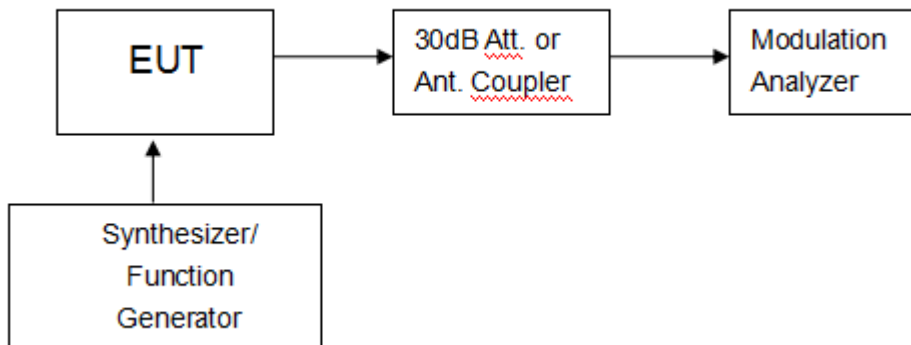 EUT
30dB Att. or
Ant. Coupler
Modulation
Analyzer
Synthesizer/
Function
Generator